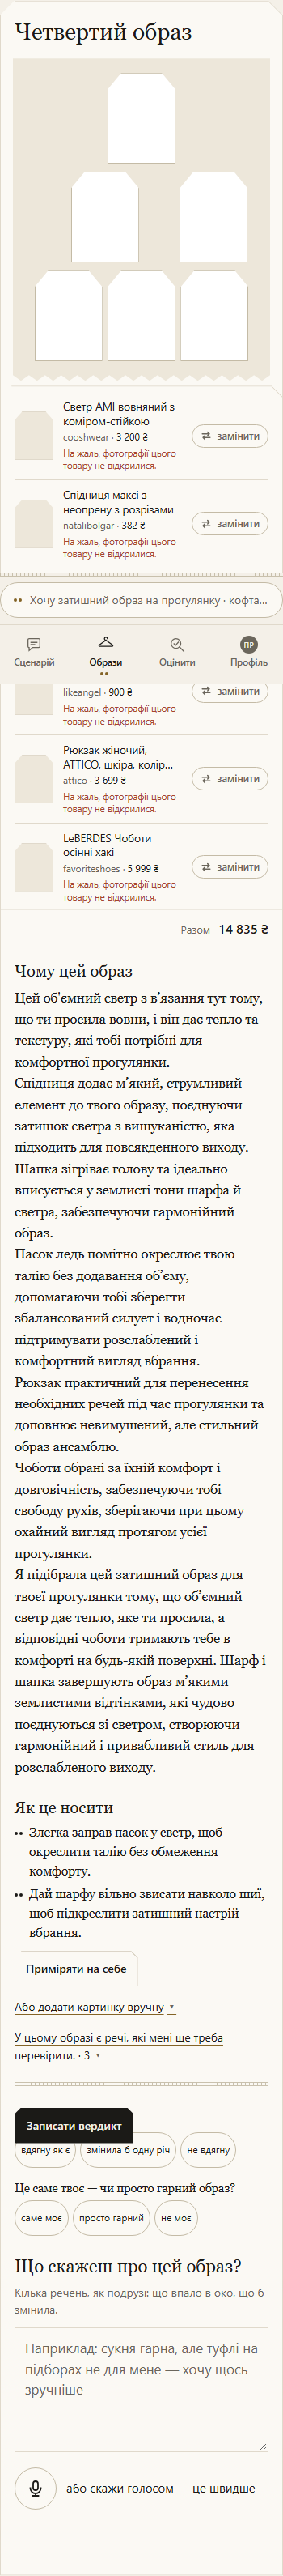 Четвертий образ
Светр AMI вовняний з
коміром-стійкою
cooshwear · 3 200 ₴
На жаль, фотографії цього
товару не відкрилися.
замінити
Спідниця максі з
неопрену з розрізами
natalibolgar · 382 ₴
На жаль, фотографії цього
товару не відкрилися.
замінити
Хочу затишний образ на прогулянку · кофта...
Сценарій
Образи
Оцінити
ПР
Профіль
likeangel · 900 ₴
На жаль, фотографії цього
товару не відкрилися.
замінити
Рюкзак жіночий,
ATTICO, шкіра, колір...
attico · 3 699 ₴
На жаль, фотографії цього
товару не відкрилися.
замінити
LeBERDES Чоботи
осінні хакі
favoriteshoes · 5 999 ₴
На жаль, фотографії цього
товару не відкрилися.
замінити
Разом 14 835 ₴
Чому цей образ
Цей об'ємний светр з в’язання тут тому,
що ти просила вовни, і він дає тепло та
текстуру, які тобі потрібні для
комфортної прогулянки.
Спідниця додає м’який, струмливий
елемент до твого образу, поєднуючи
затишок светра з вишуканістю, яка
підходить для повсякденного виходу.
Шапка зігріває голову та ідеально
вписується у землисті тони шарфа й
светра, забезпечуючи гармонійний
образ.
Пасок ледь помітно окреслює твою
талію без додавання об’єму,
допомагаючи тобі зберегти
збалансований силует і водночас
підтримувати розслаблений і
комфортний вигляд вбрання.
Рюкзак практичний для перенесення
необхідних речей під час прогулянки та
доповнює невимушений, але стильний
образ ансамблю.
Чоботи обрані за їхній комфорт і
довговічність, забезпечуючи тобі
свободу рухів, зберігаючи при цьому
охайний вигляд протягом усієї
прогулянки.
Я підібрала цей затишний образ для
твоєї прогулянки тому, що об’ємний
светр дає тепло, яке ти просила, а
відповідні чоботи тримають тебе в
комфорті на будь-якій поверхні. Шарф і
шапка завершують образ м’якими
землистими відтінками, які чудово
поєднуються зі светром, створюючи
гармонійний і привабливий стиль для
розслабленого виходу.
Як це носити
Злегка заправ пасок у светр, щоб
окреслити талію без обмеження
комфорту.
Дай шарфу вільно звисати навколо шиї,
щоб підкреслити затишний настрій
вбрання.
Приміряти на себе
Або додати картинку вручну
У цьому образі є речі, які мені ще треба
перевірити. · 3
Записати вердикт
вдягну як є
змінила б одну річ
не вдягну
Це саме твоє — чи просто гарний образ?
саме моє
просто гарний
не моє
Що скажеш про цей образ?
Кілька речень, як подрузі: що впало в око, що б
змінила.
Наприклад: сукня гарна, але туфлі на
підборах не для мене — хочу щось
зручніше
або скажи голосом — це швидше